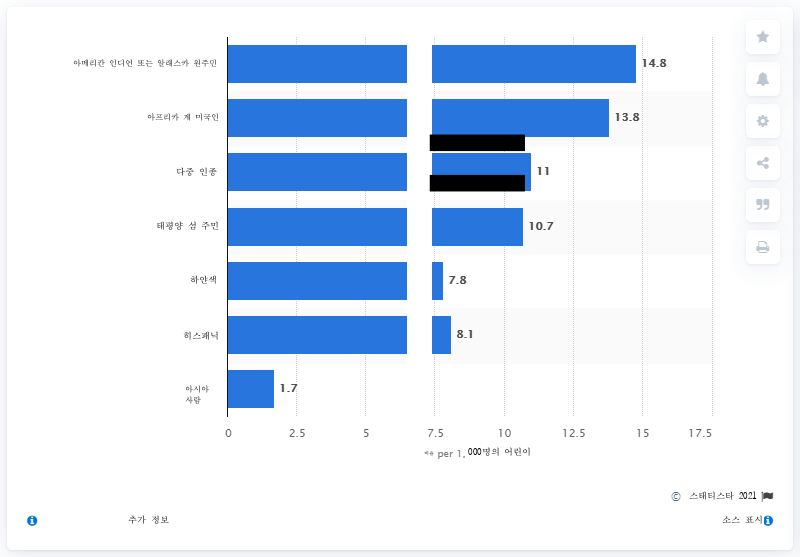 아메리칸 인디언 또는 알래스카 원주민
14.8
아프리카 계 미국인
13.8
다중 인종
11
태평양 섬 주민
10.7
하얀색
7.8
히스패닉
8.1
아시아
사람
1.7
0 2.5 5 7.5 10 12.5 15 17.5
비율 per 1,000명의 어린이
© 스태티스타 2021
추가 정보
소스 표시